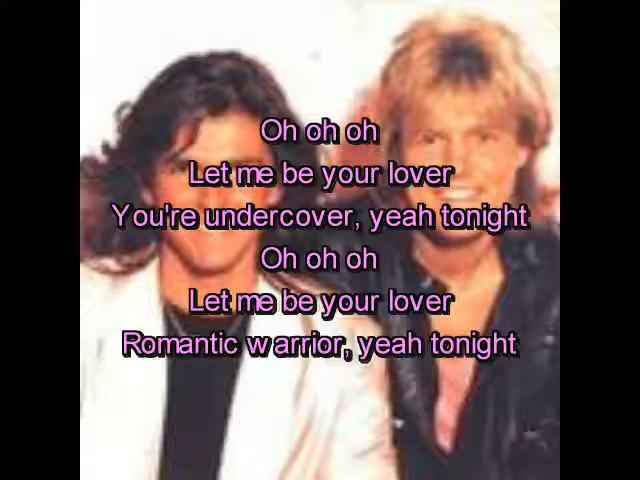 Oh oh oh
Let me be your lover
You're undercover, yeah tonight
Oh oh oh
Let me be your lover
Romantic warrior, yeah tonight